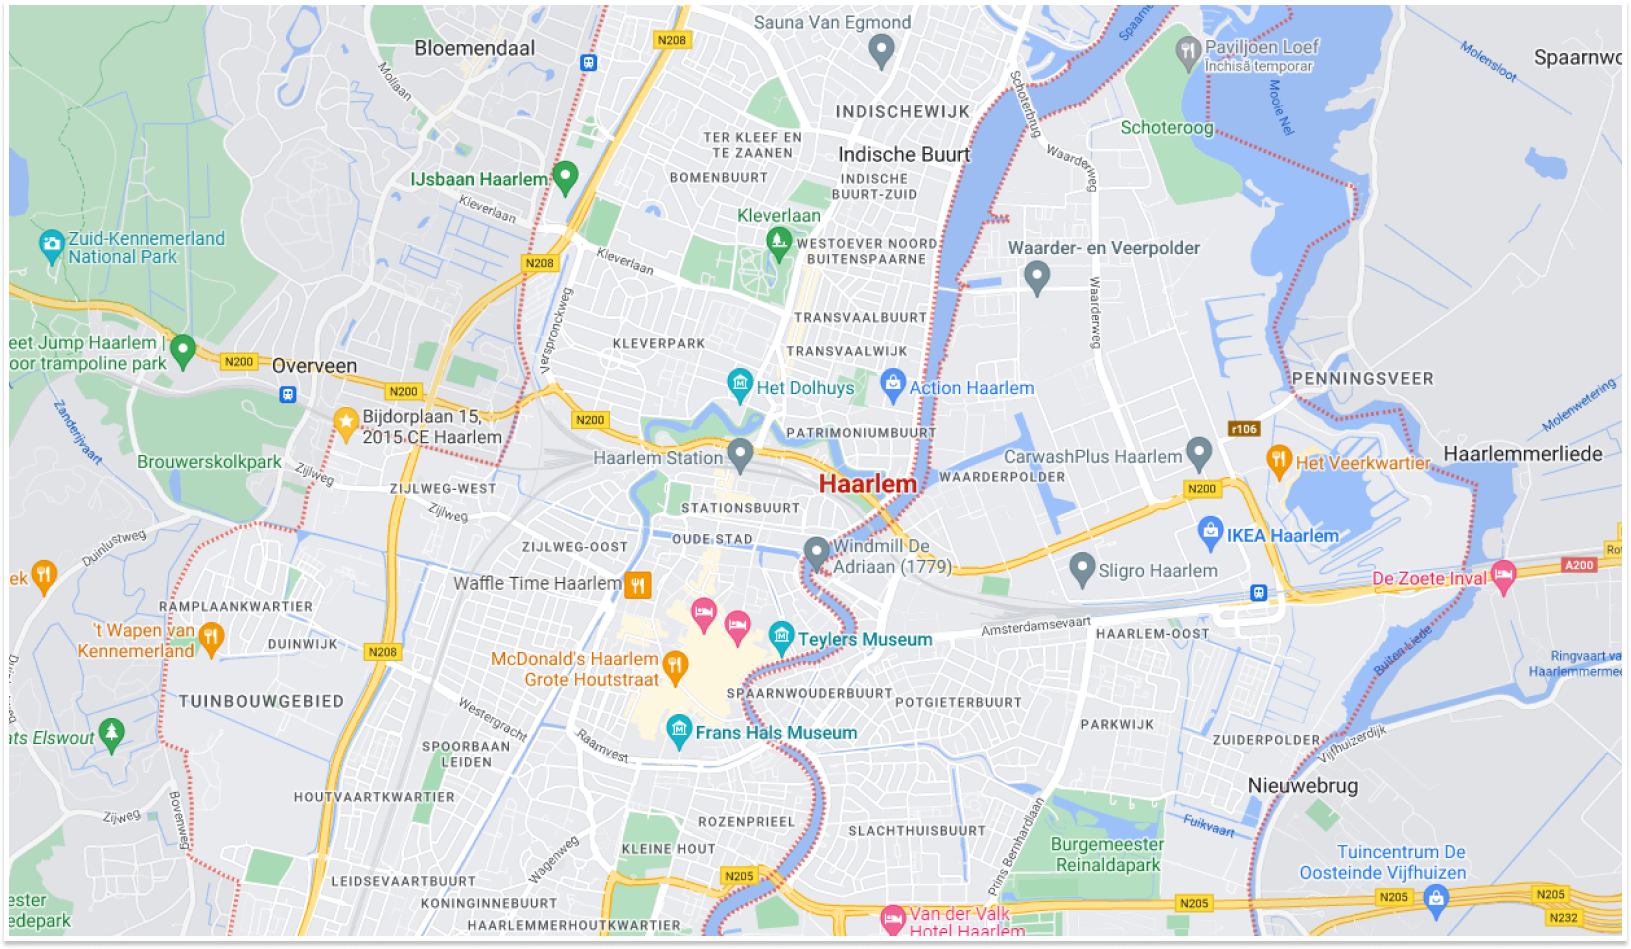 Sauna Van Egmond
Bloemendaal
N208
Spaarne
Paviljoen Loef
Închisă temporar
Molensloot
Spaarnwo
Mollaan
Schoterbrug
Mooie Nel
INDISCHEWIJK
Schoteroog
TER KLEEF EN
TE ZAANEN
Indische Buurt
Waarderweg
IJsbaan Haarlem
BOMENBUURT
INDISCHE
BUURT-ZUID
Kleverlaan
Kleverlaan
Zuid-Kennemerland
National Park
WESTOEVER NOORD
BUITENSPAARNE
Waarder- en Veerpolder
N208
Kleverlaan
Waarderweg
Verspronckweg
TRANSVAALBUURT
eet Jump Haarlem |
oor trampoline park
N200
Overveen
KLEVERPARK
TRANSVAALWIJK
PENNINGSVEER
N200
Het Dolhuys
Action Haarlem
Molenwetering
Zanderijvaart
Bijdorplaan 15,
2015 CE Haarlem
N200
PATRIMONIUMBUURT
r106
Brouwerskolkpark
Haarlem Station
CarwashPlus Haarlem
Het Veerkwartier
Haarlemmerliede
Zijlweg
ZIJLWEG-WEST
Haarlem
WAARDERPOLDER
N200
Zijlweg
STATIONSBUURT
Duinlustweg
ZIJLWEG-OOST
OUDE STAD
Windmill De
Adriaan (1779)
IKEA Haarlem
Ro
ek
Waffle Time Haarlem
Sligro Haarlem
De Zoete Inval
A200
RAMPLAANKWARTIER
't Wapen van
Kennemerland
DUINWIJK
N208
Teylers Museum
Amsterdamsevaart
HAARLEM-OOST
Buiten Liede
McDonald's Haarlem
Grote Houtstraat
Ringvaart va
Haarlemmermee
TUINBOUWGEBIED
SPAARNWOUDERBUURT
POTGIETERBUURT
Westergracht
PARKWIJK
ats Elswout
Raamvest
Frans Hals Museum
ZUIDERPOLDER
Vijfhuizerdijk
SPOORBAAN
LEIDEN
Nieuwebrug
Bovenweg
HOUTVAARTKWARTIER
Zijweg
ROZENPRIEEL
SLACHTHUISBUURT
Prins Bernhardlaan
Fuikvaart
Wagenweg
KLEINE HOUT
Burgemeester
Reinaldapark
Tuincentrum De
Oosteinde Vijfhuizen
LEIDSEVAARTBUURT
N205
ester
edepark
KONINGINNEBUURT
N205
N205
N205
N232
HAARLEMMERHOUTKWARTIER
Van der Valk
Hotel Haarlem